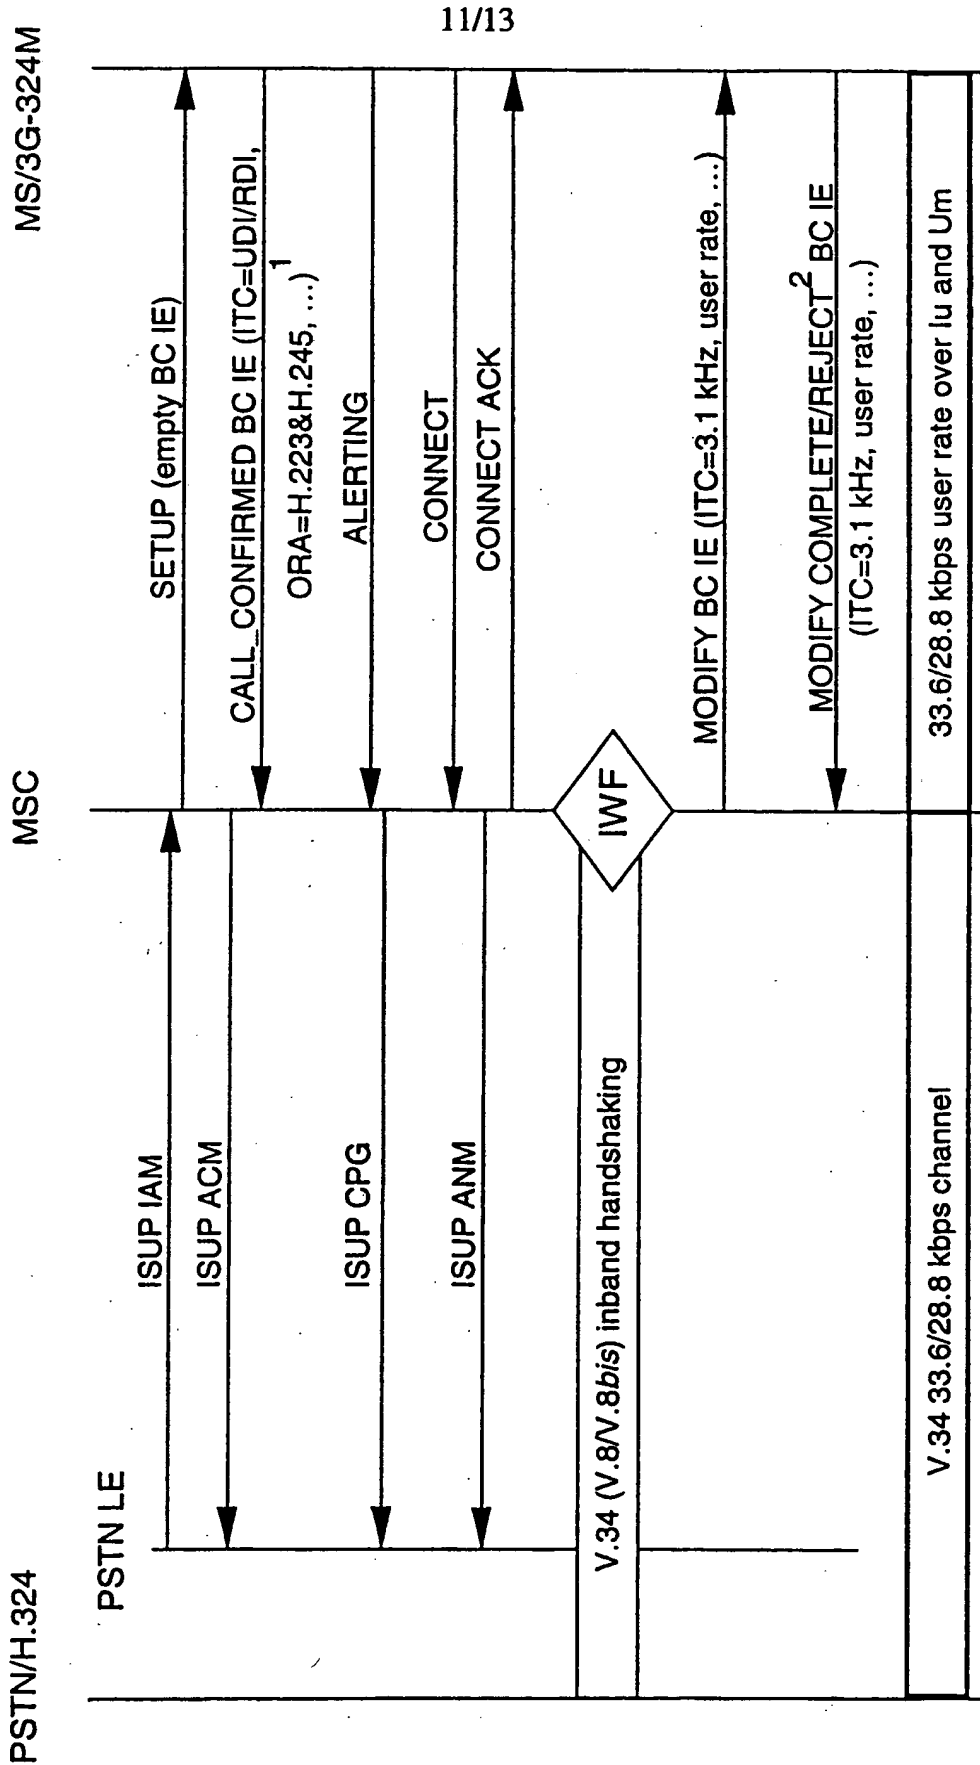 11/13
PSTN/H.324
MSC
MS/3G-324M
PSTN LE
ISUP IAM
SETUP (empty BC IE)
ISUP ACM
CALL_CONFIRMED BC IE (ITC=UDI/RDI,
ORA=H.223&H.245, ...)1
ISUP CPG
ALERTING
ISUP ANM
CONNECT
CONNECT ACK
V.34 (V.8/V.8bis) inband handshaking
IWF
MODIFY BC IE (ITC=3.1 kHz, user rate, ...)
MODIFY COMPLETE/REJECT2 BC IE
(ITC=3.1 kHz, user rate, ...)
V.34 33.6/28.8 kbps channel
33.6/28.8 kbps user rate over Iu and Um